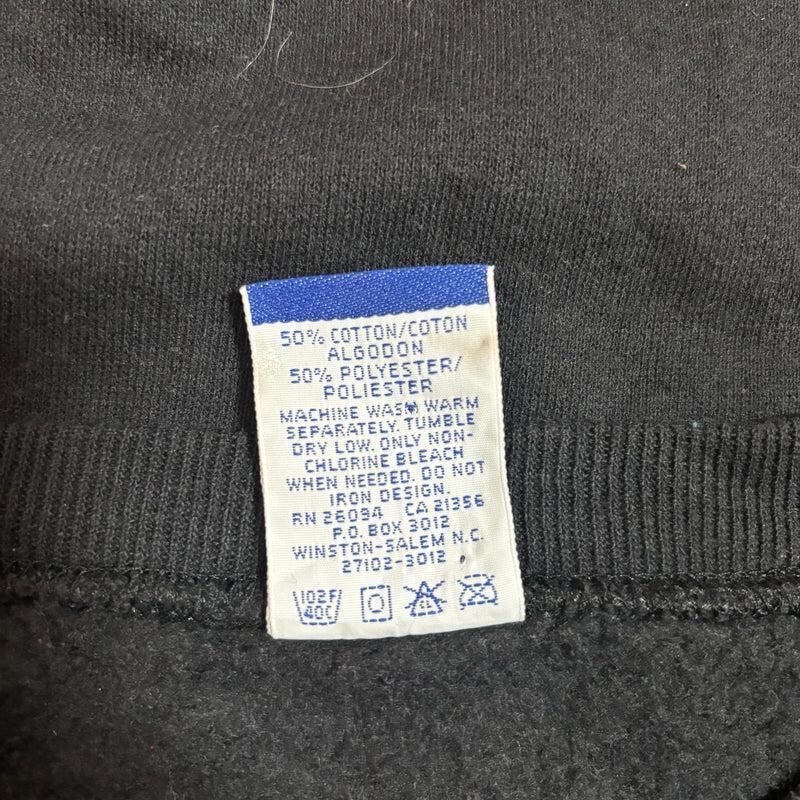 50% COTTON/COTON
ALGODON
50% POLYESTER/
POLIESTER
MACHINE WASH WARM
SEPARATELY. TUMBLE
DRY LOW. ONLY NON-
CHLORINE BLEACH
WHEN NEEDED. DO NOT
IRON DESIGN.
RN 26094 CA 21356
P.O. BOX 3012
WINSTON-SALEM N.C.
27102-3012
102F
40C